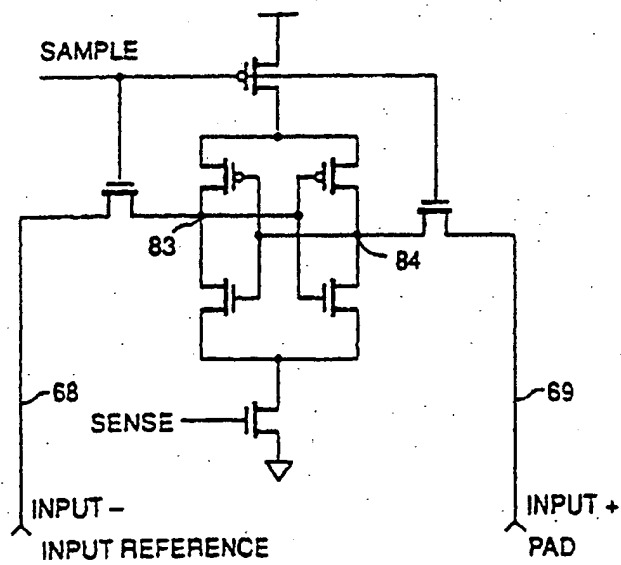 SAMPLE
83
84
68
69
SENSE
INPUT –
INPUT REFERENCE
INPUT +
PAD